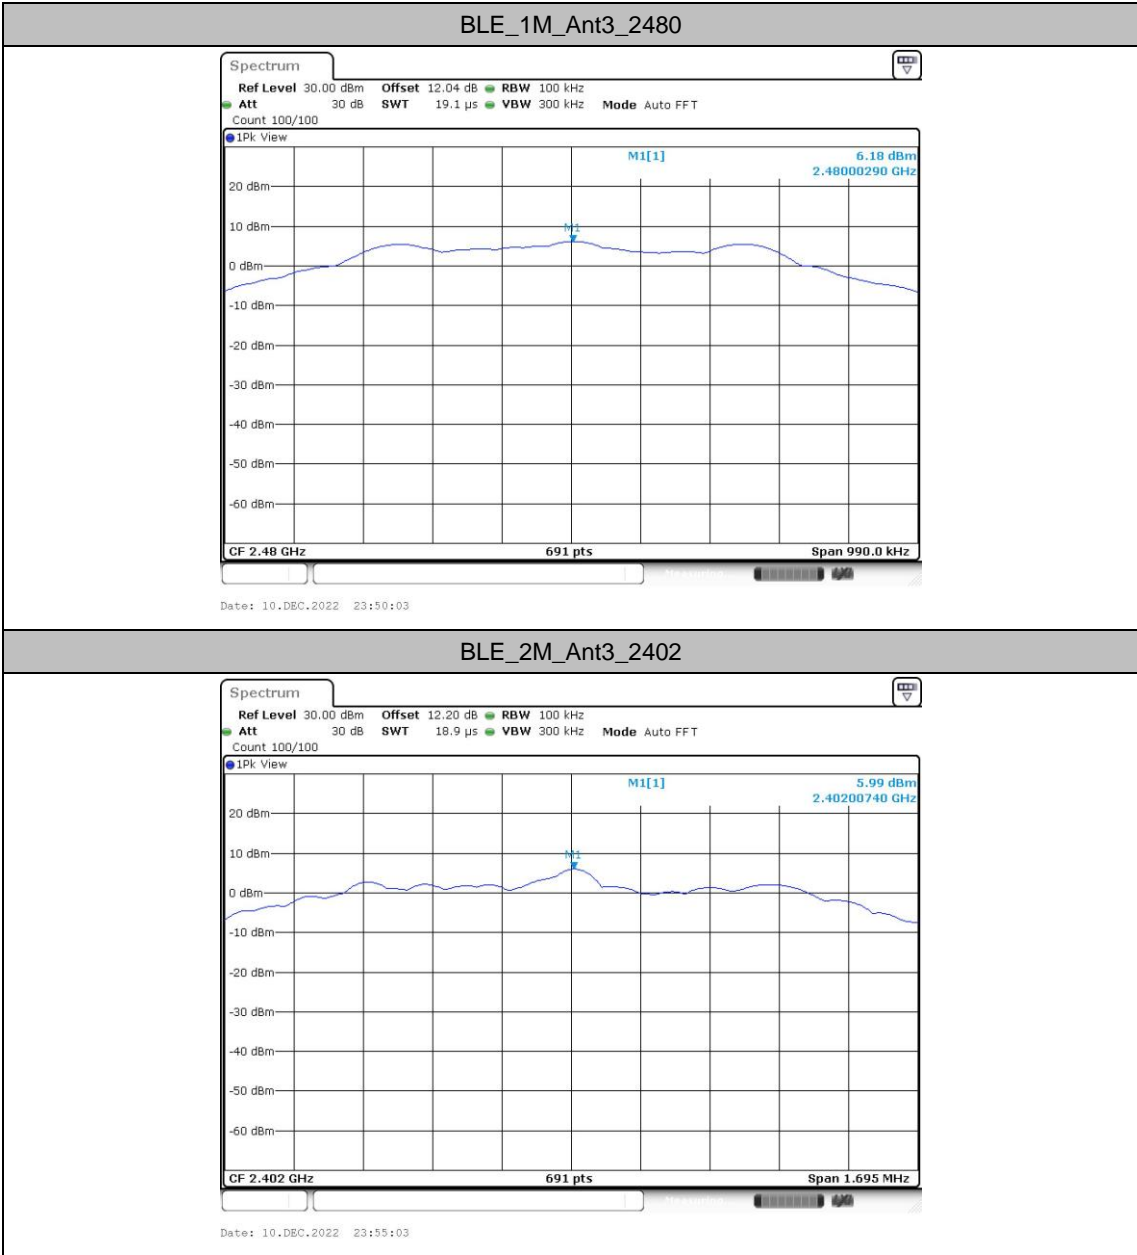 BLE_1M_Ant3_2480
Spectrum
Ref Level 30.00 dBm Offset 12.04 dB RBW 100 kHz
Att 30 dB SWT 19.1 µs VBW 300 kHz Mode Auto FFT
Count 100/100
1Pk View
M1[1] 6.18 dBm
2.48000290 GHz
20 dBm
10 dBm
M1
0 dBm
-10 dBm
-20 dBm
-30 dBm
-40 dBm
-50 dBm
-60 dBm
CF 2.48 GHz 691 pts Span 990.0 kHz
Measuring...
Date: 10.DEC.2022 23:50:03
BLE_2M_Ant3_2402
Spectrum
Ref Level 30.00 dBm Offset 12.20 dB RBW 100 kHz
Att 30 dB SWT 18.9 µs VBW 300 kHz Mode Auto FFT
Count 100/100
1Pk View
M1[1] 5.99 dBm
2.40200740 GHz
20 dBm
10 dBm
M1
0 dBm
-10 dBm
-20 dBm
-30 dBm
-40 dBm
-50 dBm
-60 dBm
CF 2.402 GHz 691 pts Span 1.695 MHz
Measuring...
Date: 10.DEC.2022 23:55:03